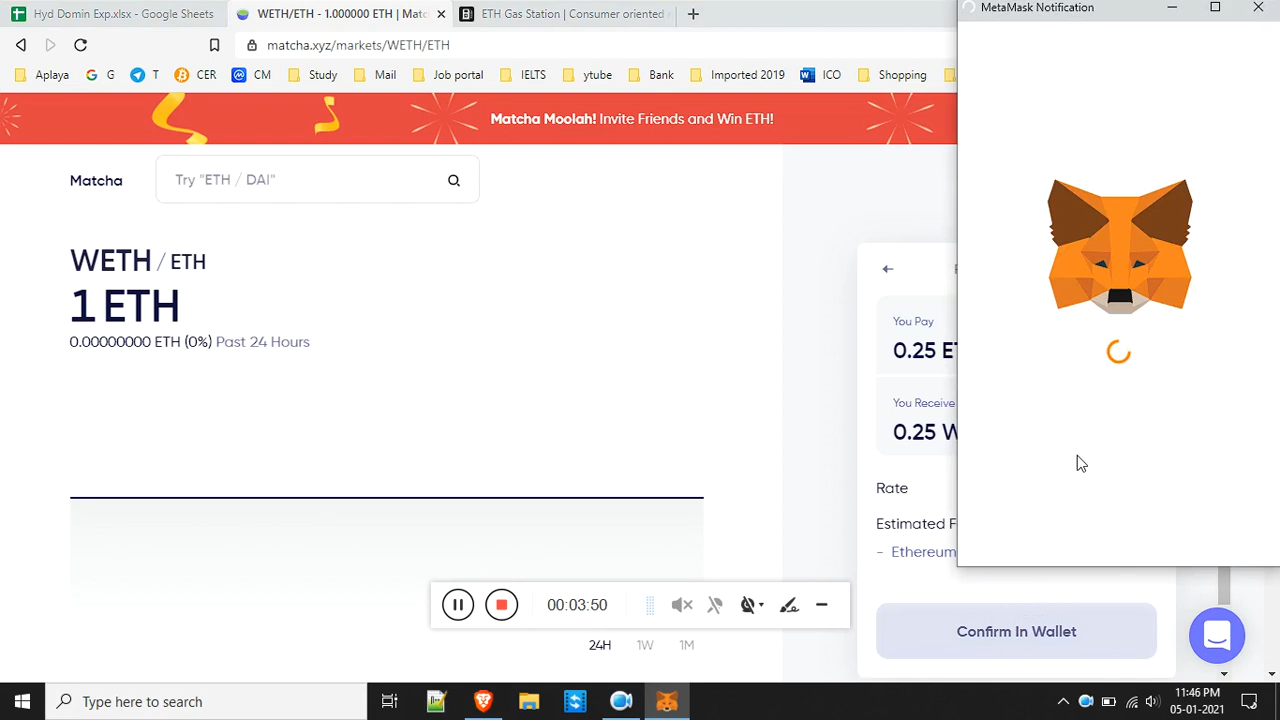 Hyd Domin Exp.xlsx - Google Sheets
WETH/ETH - 1.000000 ETH | Matc
ETH Gas Station | Consumer oriented
MetaMask Notification
matcha.xyz/markets/WETH/ETH
Aplaya
G
T
CER
CM
Study
Mail
Job portal
IELTS
ytube
Bank
Imported 2019
ICO
Shopping
Matcha Moolah! Invite Friends and Win ETH!
Matcha
Try "ETH / DAI"
WETH / ETH
1 ETH
0.00000000 ETH (0%) Past 24 Hours
You Pay
0.25 E
You Receive
0.25 W
Rate
Estimated F
- Ethereum
00:03:50
Confirm In Wallet
24H
1W
1M
Type here to search
11:46 PM
05-01-2021